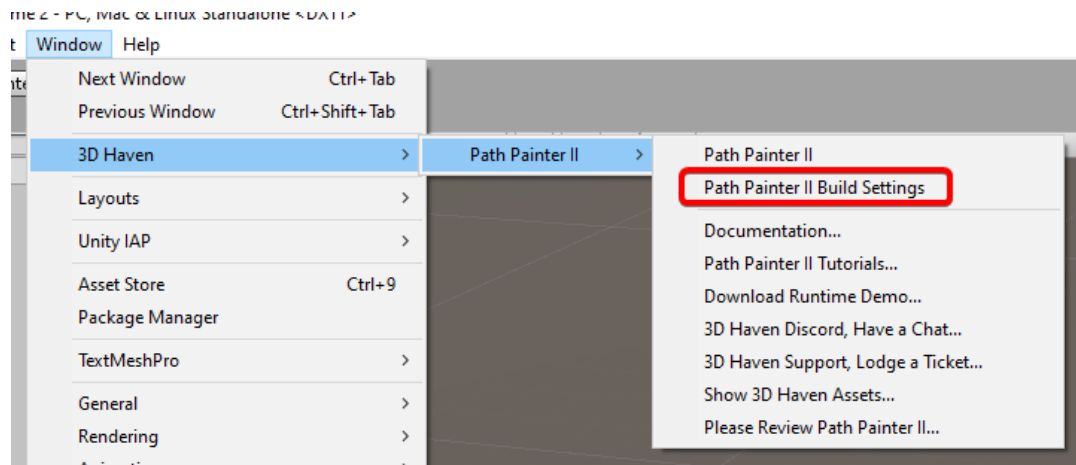 me 2 - PC, Mac & Linux Standalone <DX11>
t Window Help
Next Window Ctrl+Tab
Previous Window Ctrl+Shift+Tab
3D Haven > Path Painter II > Path Painter II
Path Painter II Build Settings
Layouts >
Documentation...
Unity IAP >
Path Painter II Tutorials...
Asset Store Ctrl+9
Download Runtime Demo...
Package Manager
3D Haven Discord, Have a Chat...
TextMeshPro >
3D Haven Support, Lodge a Ticket...
General >
Show 3D Haven Assets...
Rendering >
Please Review Path Painter II...